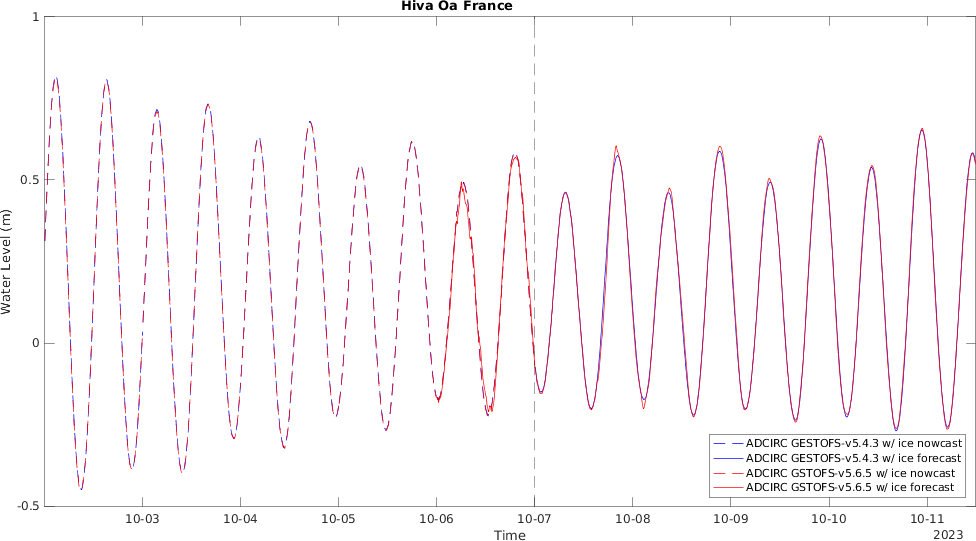 Hiva Oa France
1
0.5
0
-0.5
Water Level (m)
10-03 10-04 10-05 10-06 10-07 10-08 10-09 10-10 10-11
Time
2023
ADCIRC GESTOFS-v5.4.3 w/ ice nowcast
ADCIRC GESTOFS-v5.4.3 w/ ice forecast
ADCIRC GSTOFS-v5.6.5 w/ ice nowcast
ADCIRC GSTOFS-v5.6.5 w/ ice forecast